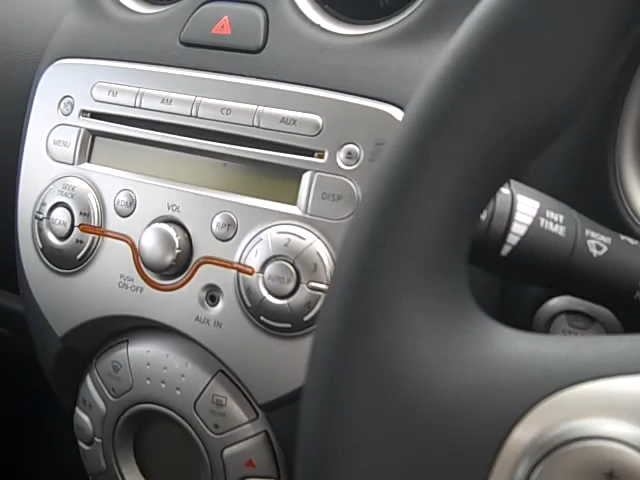 FM AM CD AUX
MENU
DISP
SEEK
TRACK
SCAN
RDM
VOL
RPT
PUSH
ON-OFF
AUX IN
2
3
AUTO.P
INT
TIME
FRONT